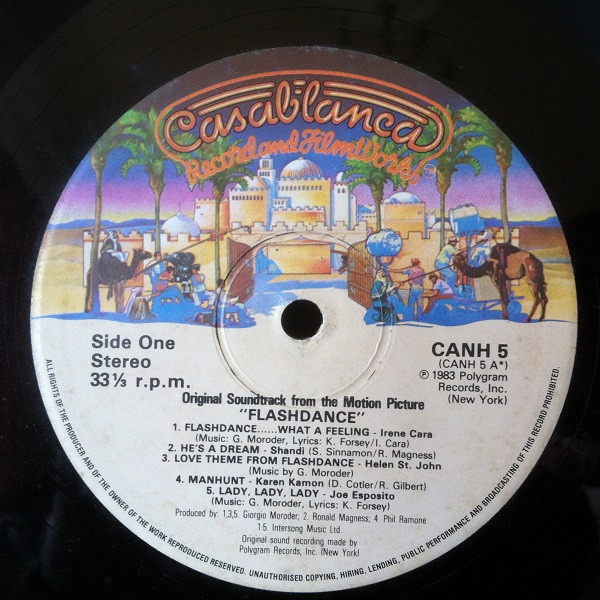 Casablanca
Record and FilmWorks
Side One
Stereo
33⅓ r.p.m.
CANH 5
(CANH 5 A*)
℗ 1983 Polygram
Records, Inc.
(New York)
Original Soundtrack from the Motion Picture
"FLASHDANCE"
1. FLASHDANCE......WHAT A FEELING - Irene Cara
(Music: G. Moroder, Lyrics: K. Forsey/I. Cara)
2. HE'S A DREAM - Shandi (S. Sinnamon/R. Magness)
3. LOVE THEME FROM FLASHDANCE - Helen St. John
(Music by G. Moroder)
4. MANHUNT - Karen Kamon (D. Cotler/R. Gilbert)
5. LADY, LADY, LADY - Joe Esposito
(Music: G. Moroder, Lyrics: K. Forsey)
Produced by: 1,3,5. Giorgio Moroder; 2. Ronald Magness; 4. Phil Ramone
1-5. Intersong Music Ltd.
Original sound recording made by
Polygram Records, Inc. (New York)
ALL RIGHTS OF THE PRODUCER AND OF THE OWNER OF THE WORK REPRODUCED RESERVED. UNAUTHORISED COPYING, HIRING, LENDING, PUBLIC PERFORMANCE AND BROADCASTING OF THIS RECORD PROHIBITED.